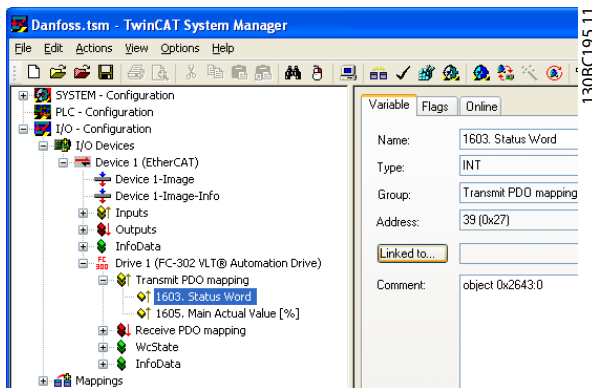 Danfoss.tsm - TwinCAT System Manager
File Edit Actions View Options Help
SYSTEM - Configuration
PLC - Configuration
I/O - Configuration
I/O Devices
Device 1 (EtherCAT)
Device 1-Image
Device 1-Image-Info
Inputs
Outputs
InfoData
FC 300 Drive 1 (FC-302 VLT® Automation Drive)
Transmit PDO mapping
1603. Status Word
1605. Main Actual Value [%]
Receive PDO mapping
WcState
InfoData
Mappings
Variable Flags Online
Name: 1603. Status Word
Type: INT
Group: Transmit PDO mapping
Address: 39 (0x27)
Linked to...
Comment: object 0x2643:0
130BC195.11